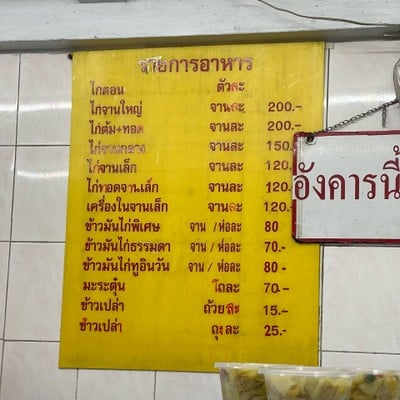 รายการอาหาร
ไก่ตอน ตัวละ
ไก่จานใหญ่ จานละ 200.-
ไก่ต้ม+ทอด จานละ 200.-
ไก่จานกลาง จานละ 150.
ไก่จานเล็ก จานละ 120.
ไก่ทอดจานเล็ก จานละ 120.
เครื่องในจานเล็ก จานละ 120.
ข้าวมันไก่พิเศษ จาน / ห่อละ 80
ข้าวมันไก่ธรรมดา จาน / ห่อละ 70.-
ข้าวมันไก่ทูอินวัน จาน / ห่อละ 80 -
มะระตุ๋น โถละ 70 -
ข้าวเปล่า ถ้วยละ 15.-
ข้าวเปล่า ถุงละ 25.-
อังคารนี้